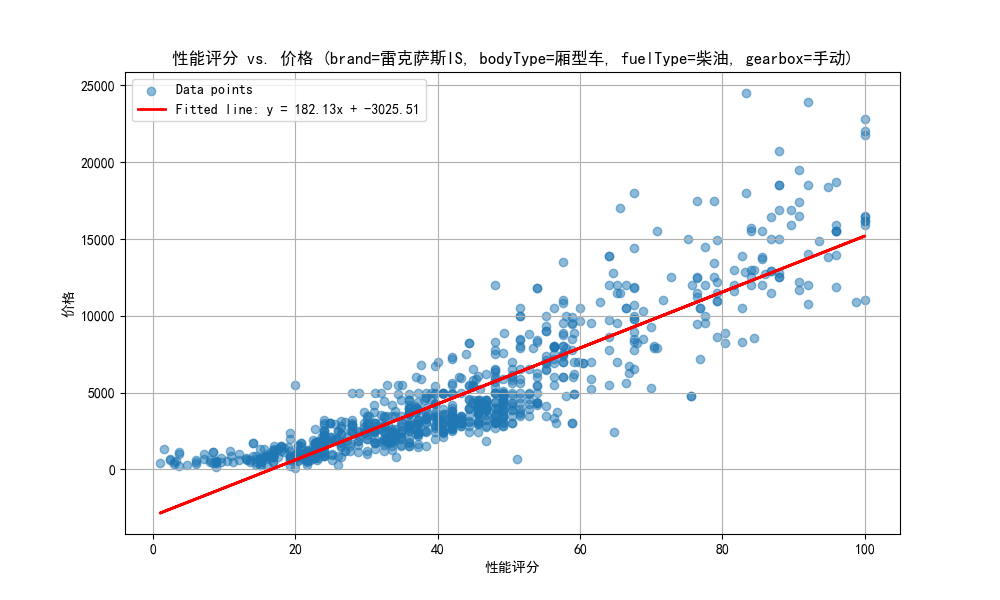 性能评分 vs. 价格 (brand=雷克萨斯IS, bodyType=厢型车, fuelType=柴油, gearbox=手动)
Data points
Fitted line: y = 182.13x + -3025.51
25000
20000
15000
10000
5000
0
价格
0 20 40 60 80 100
性能评分